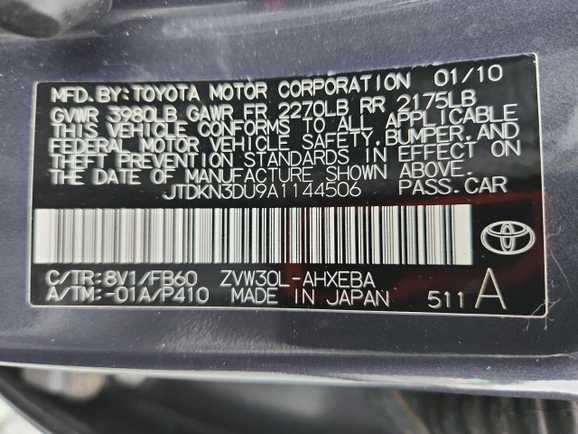 MFD.BY:TOYOTA MOTOR CORPORATION 01/10
GVWR 3980LB GAWR FR 2270LB RR 2175LB
THIS VEHICLE CONFORMS TO ALL APPLICABLE
FEDERAL MOTOR VEHICLE SAFETY,BUMPER,AND
THEFT PREVENTION STANDARDS IN EFFECT ON
THE DATE OF MANUFACTURE SHOWN ABOVE.
JTDKN3DU9A1144506 PASS.CAR
C/TR:8V1/FB60 ZVW30L-AHXEBA
A/TM:-01A/P410 MADE IN JAPAN 511 A